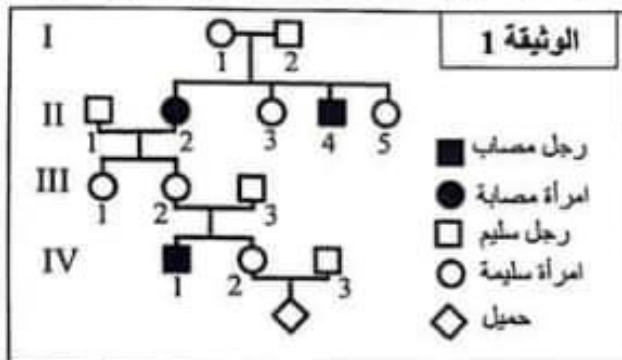 الوثيقة 1
I
1 2
II
1 2 3 4 5
III
1 2 3
IV
1 2 3
رجل مصاب
امرأة مصابة
رجل سليم
امرأة سليمة
حميل